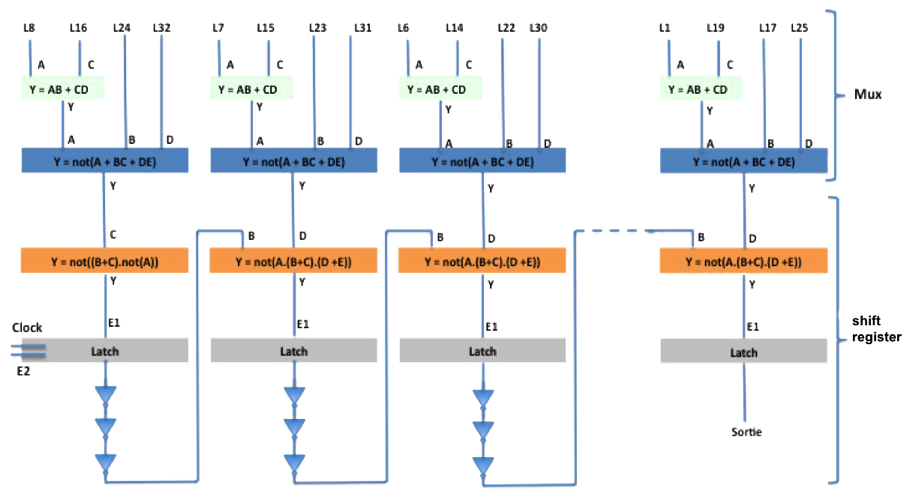 L8 L16 L24 L32 L7 L15 L23 L31 L6 L14 L22 L30 L1 L19 L17 L25
A C A C A C A C
Y = AB + CD Y = AB + CD Y = AB + CD Y = AB + CD
Mux
Y Y Y Y
A B D A B D A B D A B D
Y = not(A + BC + DE) Y = not(A + BC + DE) Y = not(A + BC + DE) Y = not(A + BC + DE)
Y Y Y Y
C B D B D B D
Y = not((B+C).not(A)) Y = not(A.(B+C).(D +E)) Y = not(A.(B+C).(D +E)) Y = not(A.(B+C).(D +E))
Y Y Y Y
E1 E1 E1 E1
shift
register
Clock
Latch Latch Latch Latch
E2
Sortie